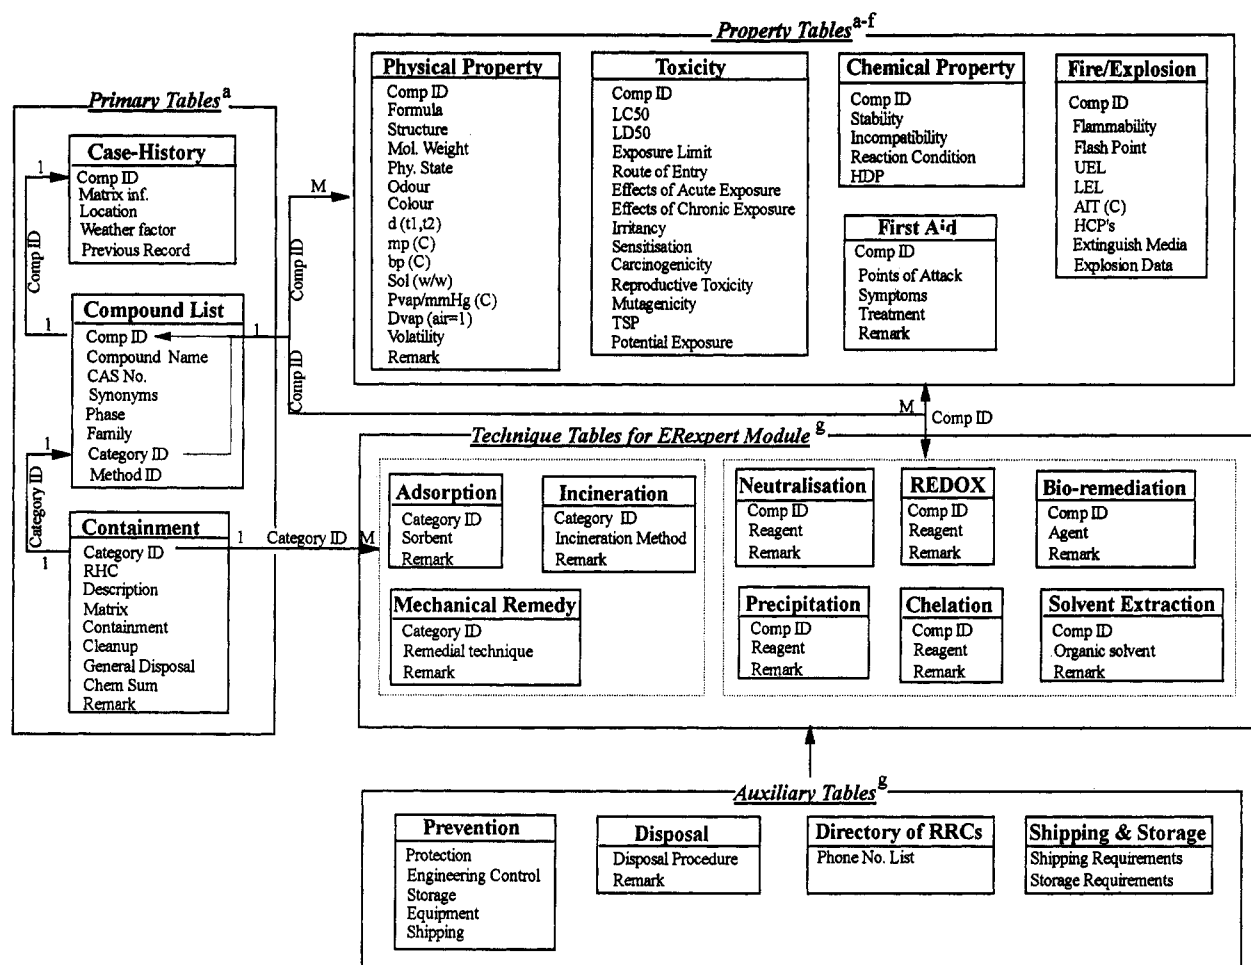 Property Tables a-f
Physical Property
Comp ID
Formula
Structure
Mol. Weight
Phy. State
Odour
Colour
d (t1,t2)
mp (C)
bp (C)
Sol (w/w)
Pvap/mmHg (C)
Dvap (air=1)
Volatility
Remark
Toxicity
Comp ID
LC50
LD50
Exposure Limit
Route of Entry
Effects of Acute Exposure
Effects of Chronic Exposure
Irritancy
Sensitisation
Carcinogenicity
Reproductive Toxicity
Mutagenicity
TSP
Potential Exposure
Chemical Property
Comp ID
Stability
Incompatibility
Reaction Condition
HDP
First Aid
Comp ID
Points of Attack
Symptoms
Treatment
Remark
Fire/Explosion
Comp ID
Flammability
Flash Point
UEL
LEL
AIT (C)
HCP's
Extinguish Media
Explosion Data
Primary Tables a
Case-History
Comp ID
Matrix inf.
Location
Weather factor
Previous Record
1
Comp ID
1
Compound List
Comp ID
Compound Name
CAS No.
Synonyms
Phase
Family
Category ID
Method ID
1
Category ID
1
Containment
Category ID
RHC
Description
Matrix
Containment
Cleanup
General Disposal
Chem Sum
Remark
M
Comp ID
1
Comp ID
M
Comp ID
1
Category ID
M
Technique Tables for ERexpert Module g
Adsorption
Category ID
Sorbent
Remark
Incineration
Category ID
Incineration Method
Remark
Mechanical Remedy
Category ID
Remedial technique
Remark
Neutralisation
Comp ID
Reagent
Remark
REDOX
Comp ID
Reagent
Remark
Bio-remediation
Comp ID
Agent
Remark
Precipitation
Comp ID
Reagent
Remark
Chelation
Comp ID
Reagent
Remark
Solvent Extraction
Comp ID
Organic solvent
Remark
Auxiliary Tables g
Prevention
Protection
Engineering Control
Storage
Equipment
Shipping
Disposal
Disposal Procedure
Remark
Directory of RRCs
Phone No. List
Shipping & Storage
Shipping Requirements
Storage Requirements